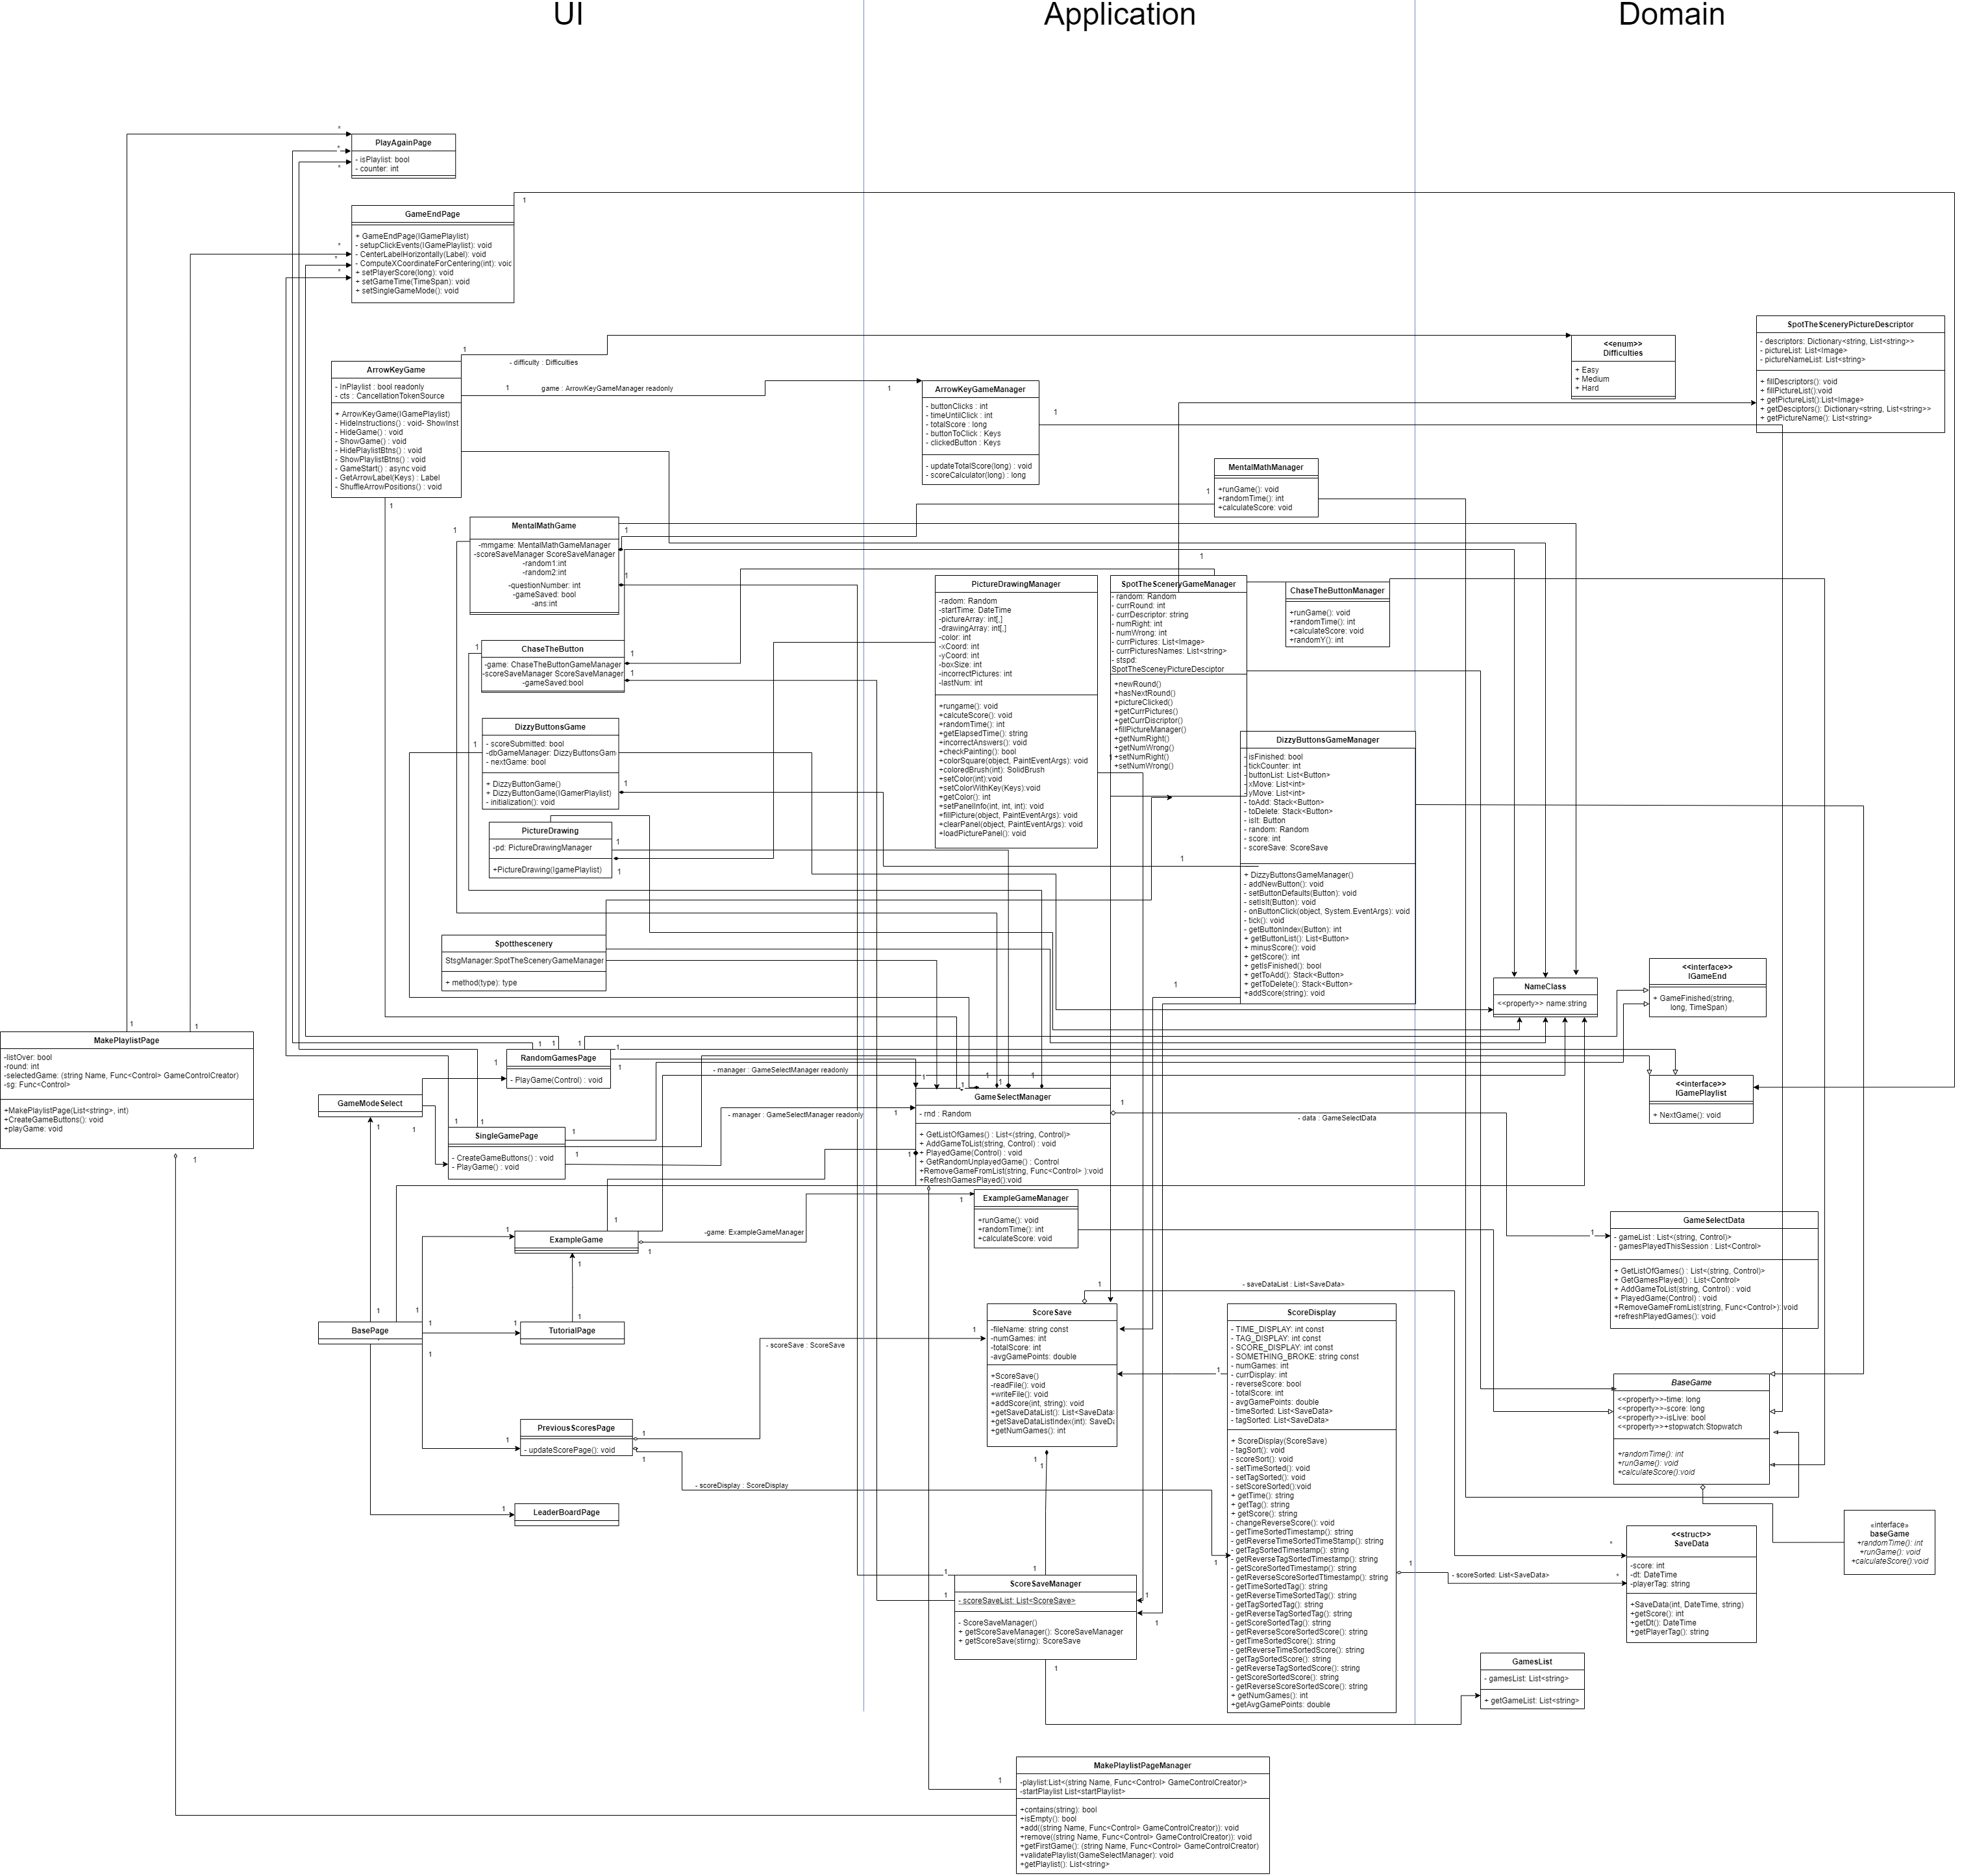 UI
Application
Domain
PlayAgainPage
- isPlaylist: bool
- counter: int
GameEndPage
+ GameEndPage(IGamePlaylist)
- setupClickEvents(IGamePlaylist): void
- CenterLabelHorizontally(Label): void
- ComputeXCoordinateForCentering(int): void
+ setPlayerScore(long): void
+ setGameTime(TimeSpan): void
+ setSingleGameMode(): void
ArrowKeyGame
- InPlaylist : bool readonly
- cts : CancellationTokenSource
+ ArrowKeyGame(IGamePlaylist)
- HideInstructions() : void- ShowInst
- HideGame() : void
- ShowGame() : void
- HidePlaylistBtns() : void
- ShowPlaylistBtns() : void
- GameStart() : async void
- GetArrowLabel(Keys) : Label
- ShuffleArrowPositions() : void
- difficulty : Difficulties
game : ArrowKeyGameManager readonly
ArrowKeyGameManager
- buttonClicks : int
- timeUntilClick : int
- totalScore : long
- buttonToClick : Keys
- clickedButton : Keys
- updateTotalScore(long) : void
- scoreCalculator(long) : long
<<enum>>
Difficulties
+ Easy
+ Medium
+ Hard
SpotTheSceneryPictureDescriptor
- descriptors: Dictionary<string, List<string>>
- pictureList: List<Image>
- pictureNameList: List<string>
+ fillDescriptors(): void
+ fillPictureList():void
+ getPictureList():List<Image>
+ getDesciptors(): Dictionary<string, List<string>>
+ getPictureName(): List<string>
MentalMathManager
+runGame(): void
+randomTime(): int
+calculateScore: void
MentalMathGame
-mmgame: MentalMathGameManager
-scoreSaveManager ScoreSaveManager
-random1:int
-random2:int
-questionNumber: int
-gameSaved: bool
-ans:int
ChaseTheButton
-game: ChaseTheButtonGameManager
-scoreSaveManager ScoreSaveManager
-gameSaved:bool
DizzyButtonsGame
- scoreSubmitted: bool
-dbGameManager: DizzyButtonsGam
- nextGame: bool
+ DizzyButtonGame()
+ DizzyButtonGame(IGamerPlaylist)
- initialization(): void
PictureDrawing
-pd: PictureDrawingManager
+PictureDrawing(IgamePlaylist)
Spotthescenery
StsgManager:SpotTheSceneryGameManager
+ method(type): type
PictureDrawingManager
-radom: Random
-startTime: DateTime
-pictureArray: int[,]
-drawingArray: int[,]
-color: int
-xCoord: int
-yCoord: int
-boxSize: int
-incorrectPictures: int
-lastNum: int
+rungame(): void
+calcuteScore(): void
+randomTime(): int
+getElapsedTime(): string
+incorrectAnswers(): void
+checkPainting(): bool
+colorSquare(object, PaintEventArgs): void
+coloredBrush(int): SolidBrush
+setColor(int):void
+setColorWithKey(Keys):void
+getColor(): int
+setPanelInfo(int, int, int): void
+fillPicture(object, PaintEventArgs): void
+clearPanel(object, PaintEventArgs): void
+loadPicturePanel(): void
SpotTheSceneryGameManager
- random: Random
- currRound: int
- currDescriptor: string
- numRight: int
- numWrong: int
- currPictures: List<Image>
- currPicturesNames: List<string>
- stspd:
SpotTheSceneyPictureDesciptor
+newRound()
+hasNextRound()
+pictureClicked()
+getCurrPictures()
+getCurrDiscriptor()
+fillPictureManager()
+getNumRight()
+getNumWrong()
+setNumRight()
+setNumWrong()
ChaseTheButtonManager
+runGame(): void
+randomTime(): int
+calculateScore: void
+randomY(): int
DizzyButtonsGameManager
- isFinished: bool
- tickCounter: int
- buttonList: List<Button>
- xMove: List<int>
- yMove: List<int>
- toAdd: Stack<Button>
- toDelete: Stack<Button>
- isIt: Button
- random: Random
- score: int
- scoreSave: ScoreSave
+ DizzyButtonsGameManager()
- addNewButton(): void
- setButtonDefaults(Button): void
- setIsIt(Button): void
- onButtonClick(object, System.EventArgs): void
- tick(): void
- getButtonIndex(Button): int
+ getButtonList(): List<Button>
+ minusScore(): void
+ getScore(): int
+ getIsFinished(): bool
+ getToAdd(): Stack<Button>
+ getToDelete(): Stack<Button>
+addScore(string): void
NameClass
<<property>> name:string
<<interface>>
IGameEnd
+ GameFinished(string,
long, TimeSpan)
MakePlaylistPage
-listOver: bool
-round: int
-selectedGame: (string Name, Func<Control> GameControlCreator)
-sg: Func<Control>
+MakePlaylistPage(List<string>, int)
+CreateGameButtons(): void
+playGame: void
RandomGamesPage
- PlayGame(Control) : void
- manager : GameSelectManager readonly
GameModeSelect
- manager : GameSelectManager readonly
SingleGamePage
- CreateGameButtons() : void
- PlayGame() : void
GameSelectManager
- rnd : Random
+ GetListOfGames() : List<(string, Control)>
+ AddGameToList(string, Control) : void
+ PlayedGame(Control) : void
+ GetRandomUnplayedGame() : Control
+RemoveGameFromList(string, Func<Control> ):void
+RefreshGamesPlayed():void
- data : GameSelectData
<<interface>>
IGamePlaylist
+ NextGame(): void
ExampleGameManager
+runGame(): void
+randomTime(): int
+calculateScore: void
-game: ExampleGameManager
ExampleGame
GameSelectData
- gameList : List<(string, Control)>
- gamesPlayedThisSession : List<Control>
+ GetListOfGames() : List<(string, Control)>
+ GetGamesPlayed() : List<Control>
+ AddGameToList(string, Control) : void
+ PlayedGame(Control) : void
+RemoveGameFromList(string, Func<Control>): void
+refreshPlayedGames(): void
BasePage
TutorialPage
- scoreSave : ScoreSave
- saveDataList : List<SaveData>
ScoreSave
-fileName: string const
-numGames: int
-totalScore: int
-avgGamePoints: double
+ScoreSave()
-readFile(): void
+writeFile(): void
+addScore(int, string): void
+getSaveDataList(): List<SaveData>
+getSaveDataListIndex(int): SaveDa
+getNumGames(): int
ScoreDisplay
- TIME_DISPLAY: int const
- TAG_DISPLAY: int const
- SCORE_DISPLAY: int const
- SOMETHING_BROKE: string const
- numGames: int
- currDisplay: int
- reverseScore: bool
- totalScore: int
- avgGamePoints: double
- timeSorted: List<SaveData>
- tagSorted: List<SaveData>
+ ScoreDisplay(ScoreSave)
- tagSort(): void
- scoreSort(): void
- setTimeSorted(): void
- setTagSorted(): void
- setScoreSorted():void
+ getTime(): string
+ getTag(): string
+ getScore(): string
- changeReverseScore(): void
- getTimeSortedTimestamp(): string
- getReverseTimeSortedTimeStamp(): string
- getTagSortedTimestamp(): string
- getReverseTagSortedTimestamp(): string
- getScoreSortedTimestamp(): string
- getReverseScoreSortedTtimestamp(): string
- getTimeSortedTag(): string
- getReverseTimeSortedTag(): string
- getTagSortedTag(): string
- getReverseTagSortedTag(): string
- getScoreSortedTag(): string
- getReverseScoreSortedScore(): string
- getTimeSortedScore(): string
- getReverseTimeSortedScore(): string
- getTagSortedScore(): string
- getReverseTagSortedScore(): string
- getScoreSortedScore(): string
- getReverseScoreSortedScore(): string
+ getNumGames(): int
+getAvgGamePoints: double
BaseGame
<<property>>-time: long
<<property>>-score: long
<<property>>-isLive: bool
<<property>>+stopwatch:Stopwatch
+randomTime(): int
+runGame(): void
+calculateScore():void
PreviousScoresPage
- updateScorePage(): void
- scoreDisplay : ScoreDisplay
LeaderBoardPage
«interface»
baseGame
+randomTime(): int
+runGame(): void
+calculateScore():void
<<struct>>
SaveData
-score: int
-dt: DateTime
-playerTag: string
+SaveData(int, DateTime, string)
+getScore(): int
+getDt(): DateTime
+getPlayerTag(): string
- scoreSorted: List<SaveData>
ScoreSaveManager
- scoreSaveList: List<ScoreSave>
- ScoreSaveManager()
+ getScoreSaveManager(): ScoreSaveManager
+ getScoreSave(stirng): ScoreSave
GamesList
- gamesList: List<string>
+ getGameList: List<string>
MakePlaylistPageManager
-playlist:List<(string Name, Func<Control> GameControlCreator)>
-startPlaylist List<startPlaylist>
+contains(string): bool
+isEmpty(): bool
+add((string Name, Func<Control> GameControlCreator)): void
+remove((string Name, Func<Control> GameControlCreator)): void
+getFirstGame(): (string Name, Func<Control> GameControlCreator)
+validatePlaylist(GameSelectManager): void
+getPlaylist(): List<string>